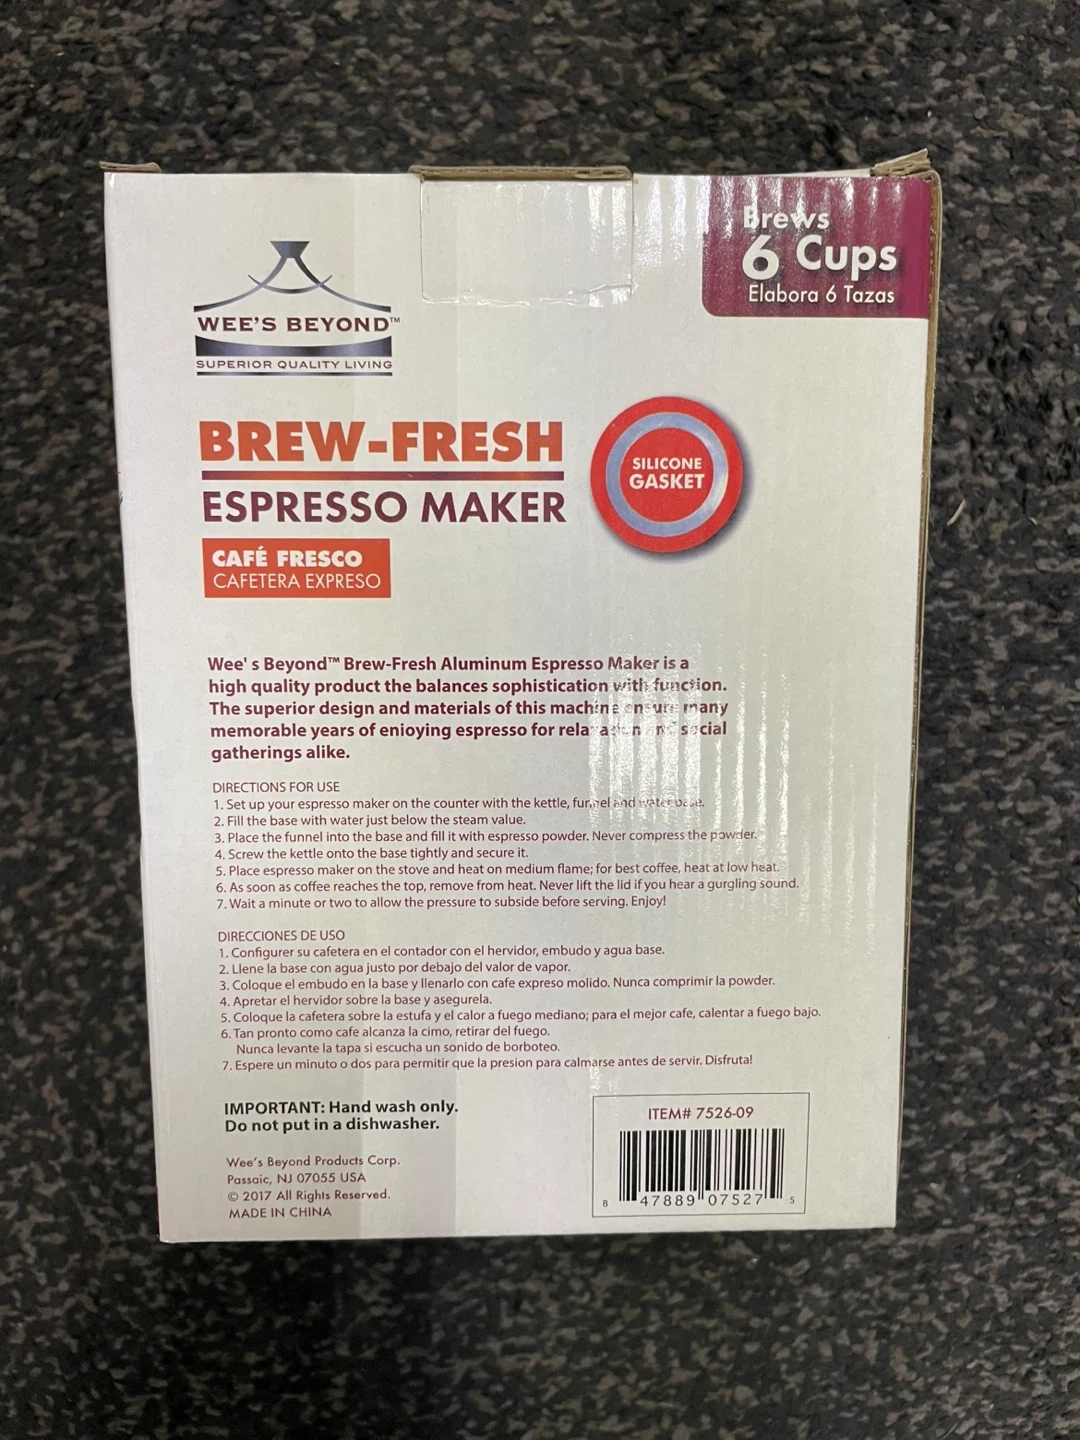 Brews
6 Cups
Elabora 6 Tazas
WEE'S BEYOND™
SUPERIOR QUALITY LIVING
BREW-FRESH
ESPRESSO MAKER
SILICONE
GASKET
CAFÉ FRESCO
CAFETERA EXPRESO
Wee' s Beyond™ Brew-Fresh Aluminum Espresso Maker is a
high quality product the balances sophistication with function.
The superior design and materials of this machine ensure many
memorable years of enioying espresso for relaxation and social
gatherings alike.
DIRECTIONS FOR USE
1. Set up your espresso maker on the counter with the kettle, funnel and water base.
2. Fill the base with water just below the steam value.
3. Place the funnel into the base and fill it with espresso powder. Never compress the powder.
4. Screw the kettle onto the base tightly and secure it.
5. Place espresso maker on the stove and heat on medium flame; for best coffee, heat at low heat.
6. As soon as coffee reaches the top, remove from heat. Never lift the lid if you hear a gurgling sound.
7. Wait a minute or two to allow the pressure to subside before serving. Enjoy!
DIRECCIONES DE USO
1. Configurer su cafetera en el contador con el hervidor, embudo y agua base.
2. Llene la base con agua justo por debajo del valor de vapor.
3. Coloque el embudo en la base y llenarlo con cafe expreso molido. Nunca comprimir la powder.
4. Apretar el hervidor sobre la base y asegurela.
5. Coloque la cafetera sobre la estufa y el calor a fuego mediano; para el mejor cafe, calentar a fuego bajo.
6. Tan pronto como cafe alcanza la cimo, retirar del fuego.
Nunca levante la tapa si escucha un sonido de borboteo.
7. Espere un minuto o dos para permitir que la presion para calmarse antes de servir. Disfruta!
IMPORTANT: Hand wash only.
Do not put in a dishwasher.
Wee's Beyond Products Corp.
Passaic, NJ 07055 USA
© 2017 All Rights Reserved.
MADE IN CHINA
ITEM# 7526-09
8 47889 07527 5